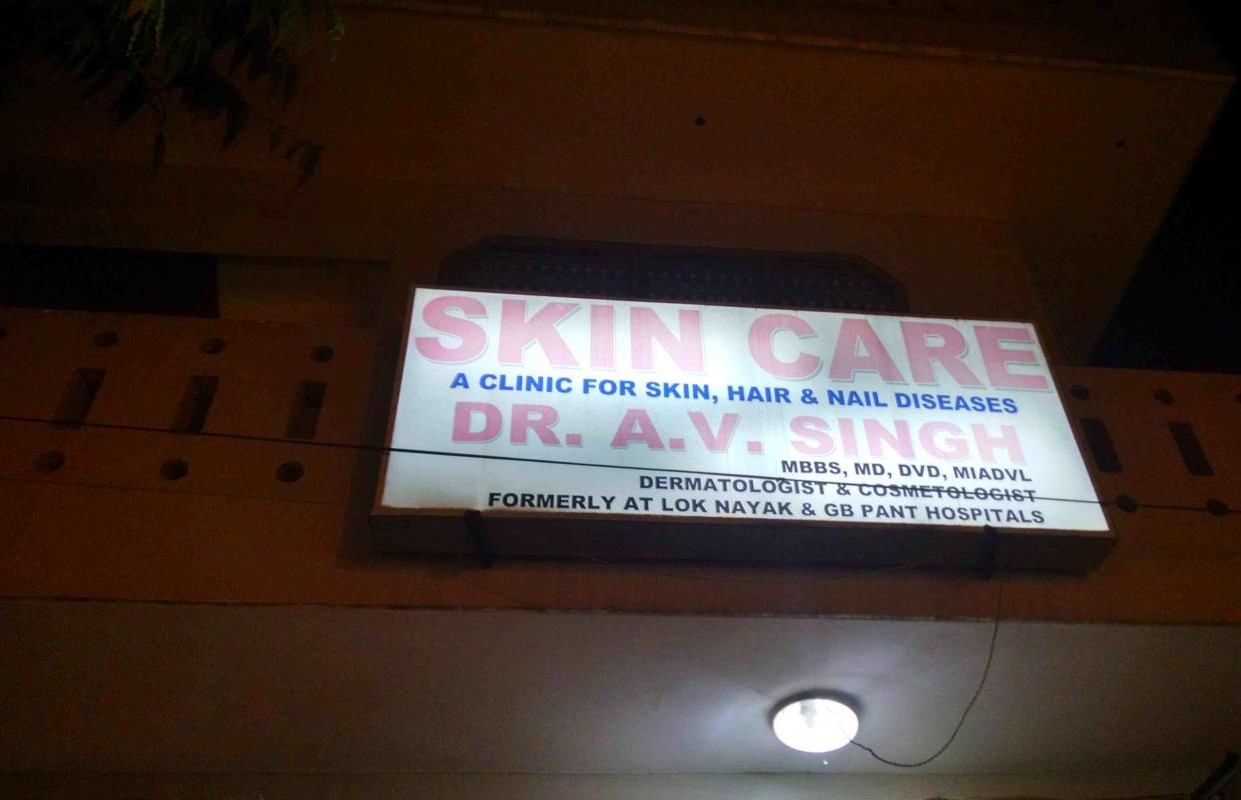 SKIN CARE
A CLINIC FOR SKIN, HAIR & NAIL DISEASES
DR. A.V. SINGH
MBBS, MD, DVD, MIADVL
DERMATOLOGIST & COSMETOLOGIST
FORMERLY AT LOK NAYAK & GB PANT HOSPITALS